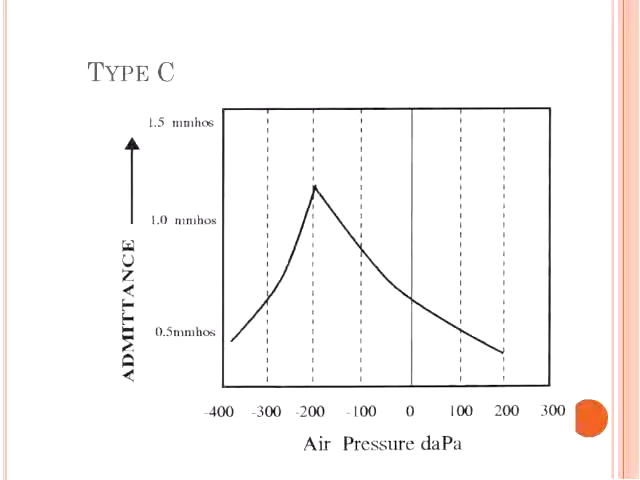 TYPE C
1.5 mmhos
1.0 mmhos
0.5mmhos
ADMITTANCE
-400 -300 -200 -100 0 100 200 300
Air Pressure daPa